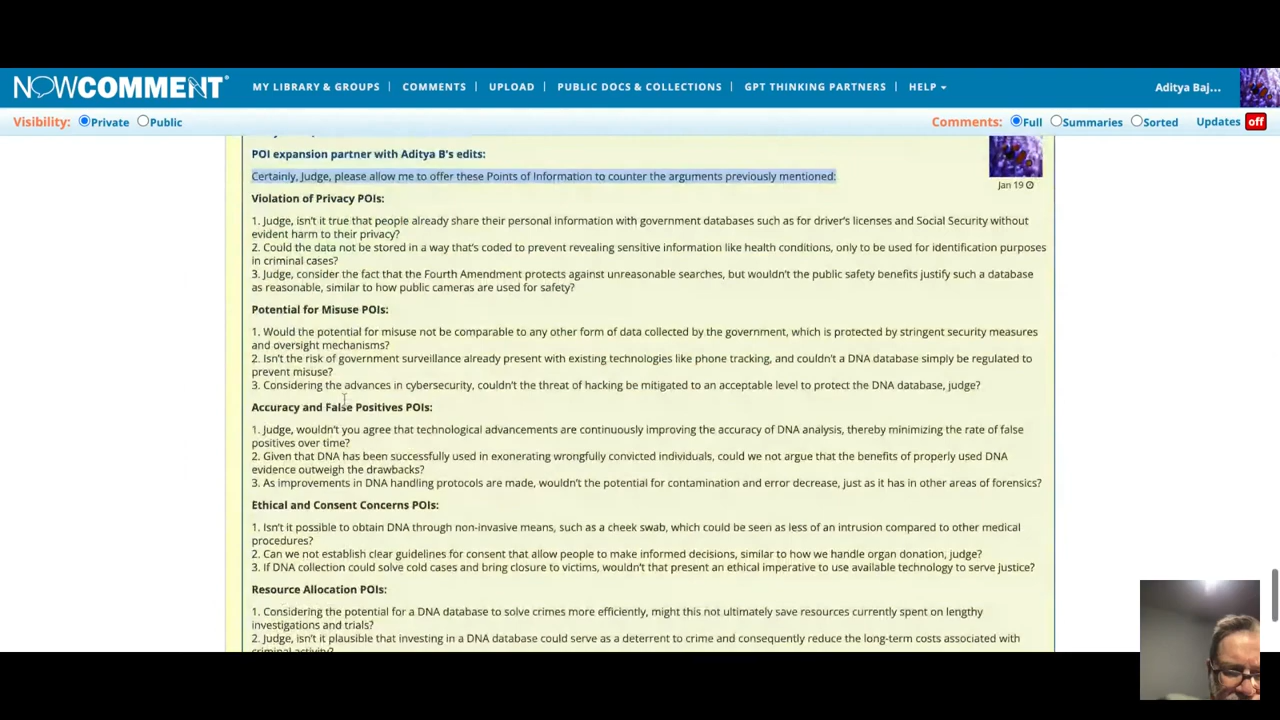 NOWCOMMENT®
MY LIBRARY & GROUPS | COMMENTS | UPLOAD | PUBLIC DOCS & COLLECTIONS | GPT THINKING PARTNERS | HELP
Aditya Baj...
Visibility: Private Public
Comments: Full Summaries Sorted Updates off
POI expansion partner with Aditya B's edits:
Certainly, Judge, please allow me to offer these Points of Information to counter the arguments previously mentioned:
Jan 19
Violation of Privacy POIs:
1. Judge, isn't it true that people already share their personal information with government databases such as for driver's licenses and Social Security without
evident harm to their privacy?
2. Could the data not be stored in a way that's coded to prevent revealing sensitive information like health conditions, only to be used for identification purposes
in criminal cases?
3. Judge, consider the fact that the Fourth Amendment protects against unreasonable searches, but wouldn't the public safety benefits justify such a database
as reasonable, similar to how public cameras are used for safety?
Potential for Misuse POIs:
1. Would the potential for misuse not be comparable to any other form of data collected by the government, which is protected by stringent security measures
and oversight mechanisms?
2. Isn't the risk of government surveillance already present with existing technologies like phone tracking, and couldn't a DNA database simply be regulated to
prevent misuse?
3. Considering the advances in cybersecurity, couldn't the threat of hacking be mitigated to an acceptable level to protect the DNA database, judge?
Accuracy and False Positives POIs:
1. Judge, wouldn't you agree that technological advancements are continuously improving the accuracy of DNA analysis, thereby minimizing the rate of false
positives over time?
2. Given that DNA has been successfully used in exonerating wrongfully convicted individuals, could we not argue that the benefits of properly used DNA
evidence outweigh the drawbacks?
3. As improvements in DNA handling protocols are made, wouldn't the potential for contamination and error decrease, just as it has in other areas of forensics?
Ethical and Consent Concerns POIs:
1. Isn't it possible to obtain DNA through non-invasive means, such as a cheek swab, which could be seen as less of an intrusion compared to other medical
procedures?
2. Can we not establish clear guidelines for consent that allow people to make informed decisions, similar to how we handle organ donation, judge?
3. If DNA collection could solve cold cases and bring closure to victims, wouldn't that present an ethical imperative to use available technology to serve justice?
Resource Allocation POIs:
1. Considering the potential for a DNA database to solve crimes more efficiently, might this not ultimately save resources currently spent on lengthy
investigations and trials?
2. Judge, isn't it plausible that investing in a DNA database could serve as a deterrent to crime and consequently reduce the long-term costs associated with
criminal activity?